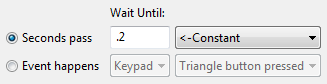 Wait Until:
Seconds pass .2 <-Constant
Event happens Keypad Triangle button pressed